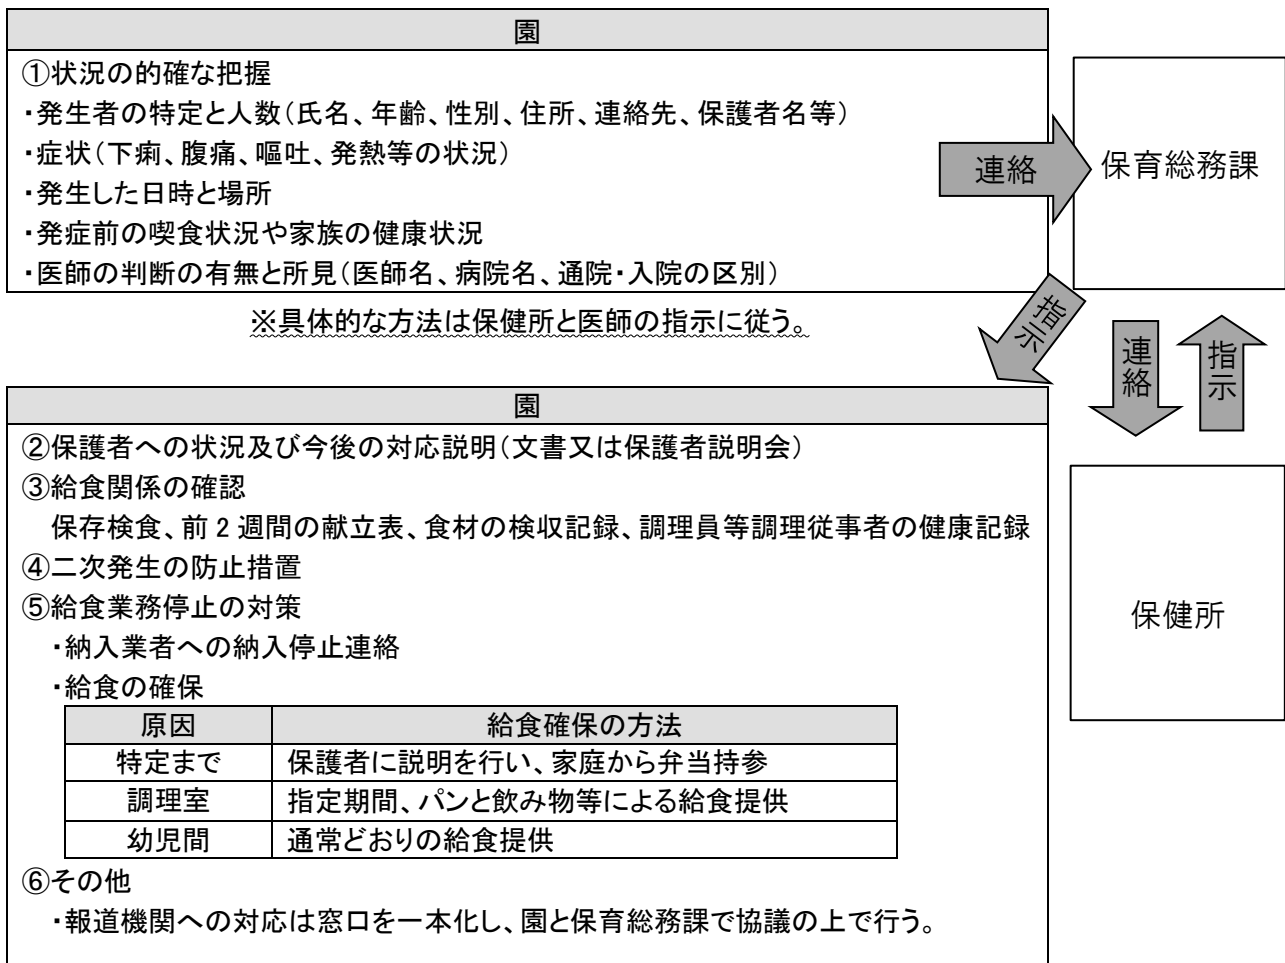 園
①状況の的確な把握
・発生者の特定と人数（氏名、年齢、性別、住所、連絡先、保護者名等）
・症状（下痢、腹痛、嘔吐、発熱等の状況）
・発生した日時と場所
・発症前の喫食状況や家族の健康状況
・医師の判断の有無と所見（医師名、病院名、通院・入院の区別）
連絡
保育総務課
※具体的な方法は保健所と医師の指示に従う。
指示
連絡
指示
保健所
園
②保護者への状況及び今後の対応説明（文書又は保護者説明会）
③給食関係の確認
保存検食、前 2 週間の献立表、食材の検収記録、調理員等調理従事者の健康記録
④二次発生の防止措置
⑤給食業務停止の対策
・納入業者への納入停止連絡
・給食の確保
原因 給食確保の方法
特定まで 保護者に説明を行い、家庭から弁当持参
調理室 指定期間、パンと飲み物等による給食提供
幼児間 通常どおりの給食提供
⑥その他
・報道機関への対応は窓口を一本化し、園と保育総務課で協議の上で行う。